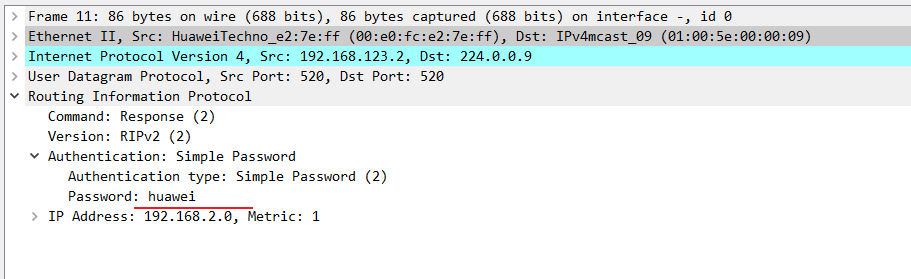 Frame 11: 86 bytes on wire (688 bits), 86 bytes captured (688 bits) on interface -, id 0
Ethernet II, Src: HuaweiTechno_e2:7e:ff (00:e0:fc:e2:7e:ff), Dst: IPv4mcast_09 (01:00:5e:00:00:09)
Internet Protocol Version 4, Src: 192.168.123.2, Dst: 224.0.0.9
User Datagram Protocol, Src Port: 520, Dst Port: 520
Routing Information Protocol
Command: Response (2)
Version: RIPv2 (2)
Authentication: Simple Password
Authentication type: Simple Password (2)
Password: huawei
IP Address: 192.168.2.0, Metric: 1